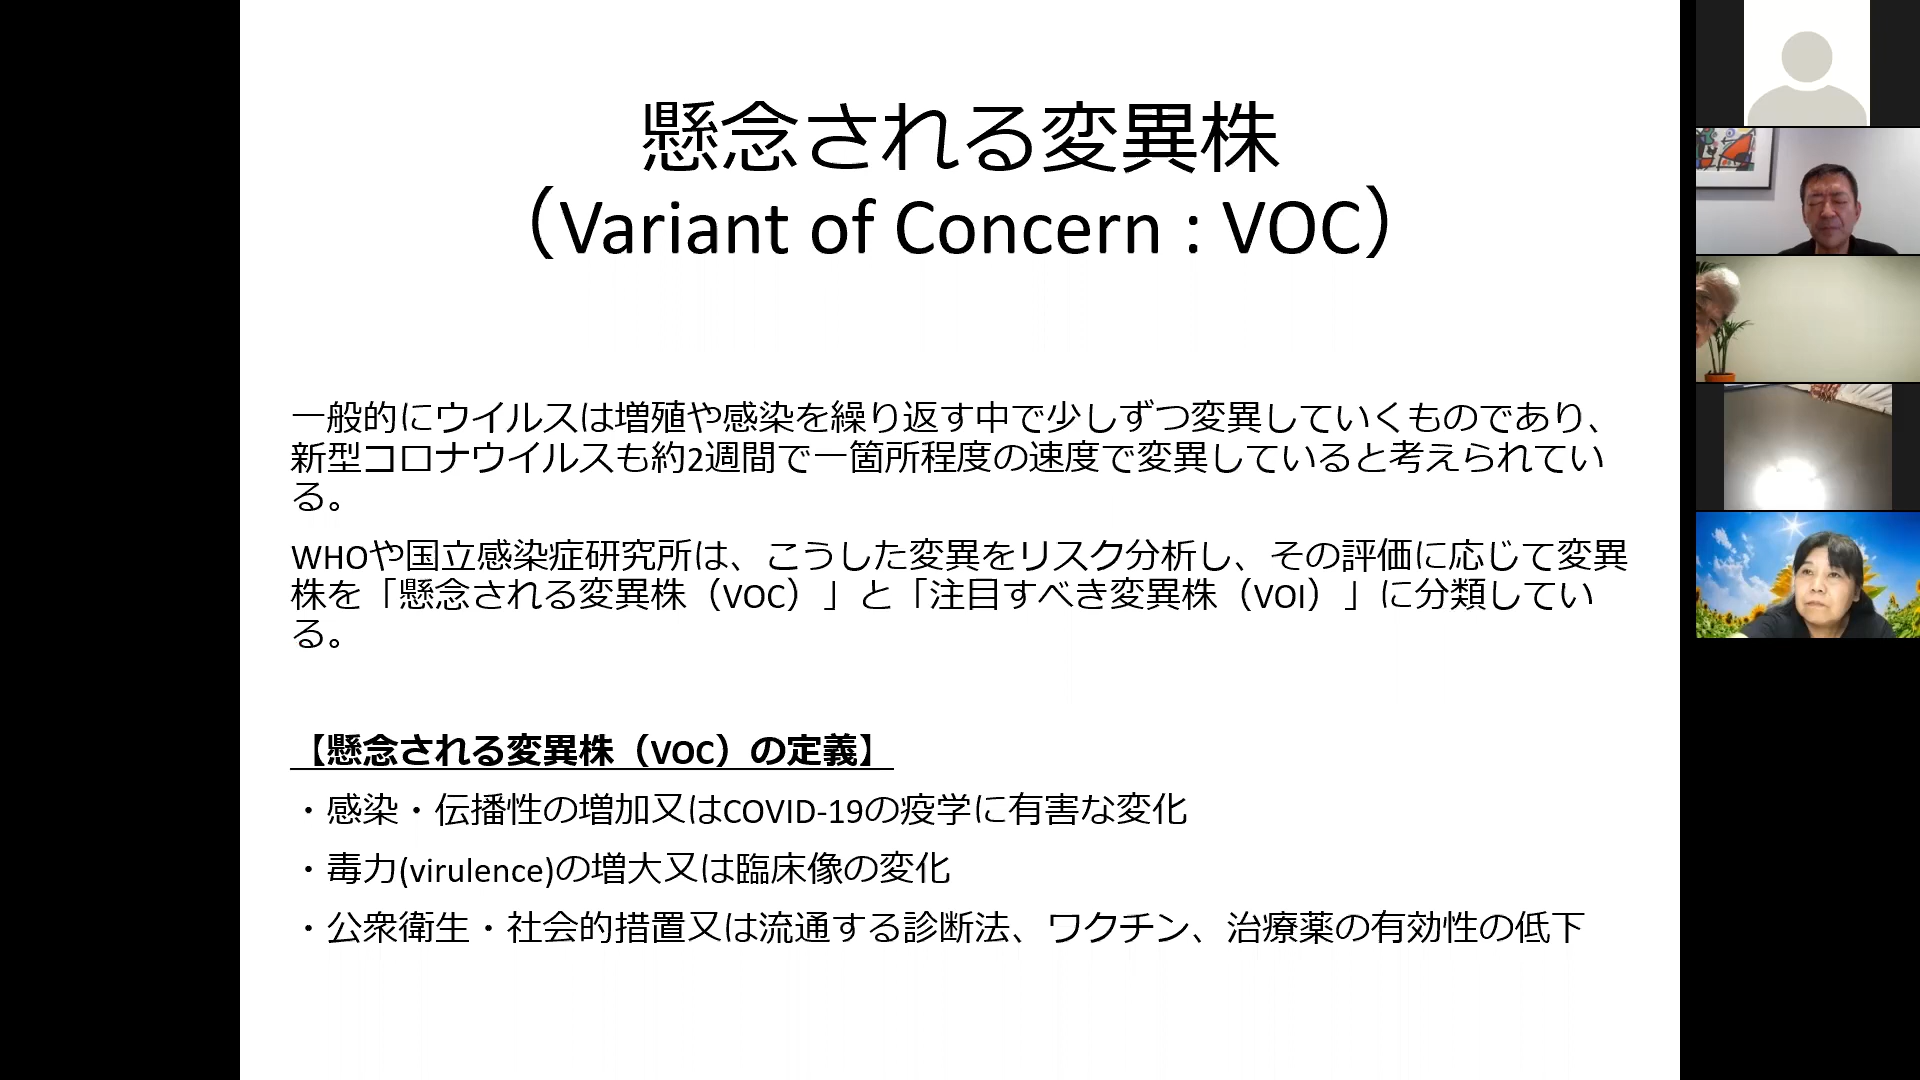 懸念される変異株
（Variant of Concern : VOC）
一般的にウイルスは増殖や感染を繰り返す中で少しずつ変異していくものであり、
新型コロナウイルスも約2週間で一箇所程度の速度で変異していると考えられてい
る。
WHOや国立感染症研究所は、こうした変異をリスク分析し、その評価に応じて変異
株を「懸念される変異株（VOC）」と「注目すべき変異株（VOI）」に分類してい
る。
【懸念される変異株（VOC）の定義】
・感染・伝播性の増加又はCOVID-19の疫学に有害な変化
・毒力(virulence)の増大又は臨床像の変化
・公衆衛生・社会的措置又は流通する診断法、ワクチン、治療薬の有効性の低下